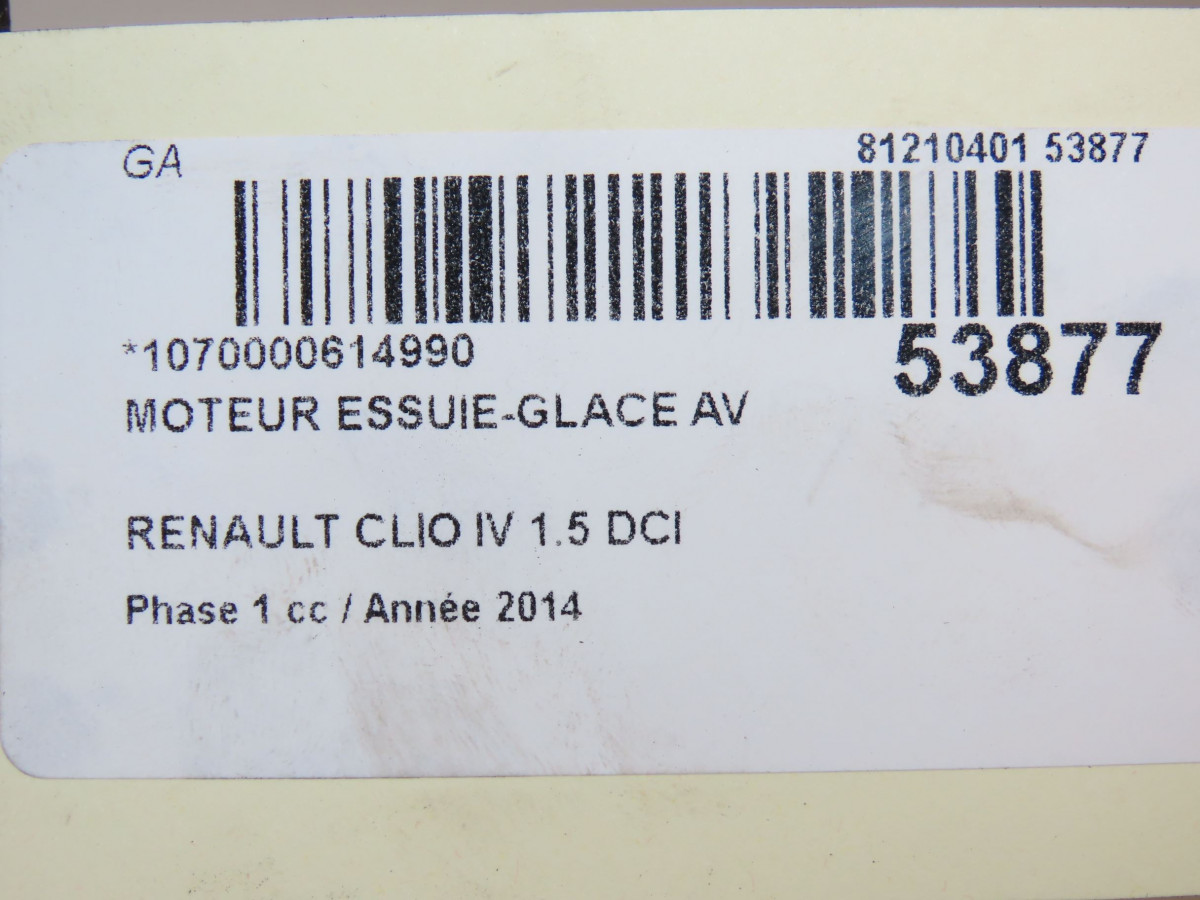 GA 81210401 53877
*1070000614990 53877
MOTEUR ESSUIE-GLACE AV
RENAULT CLIO IV 1.5 DCI
Phase 1 cc / Année 2014